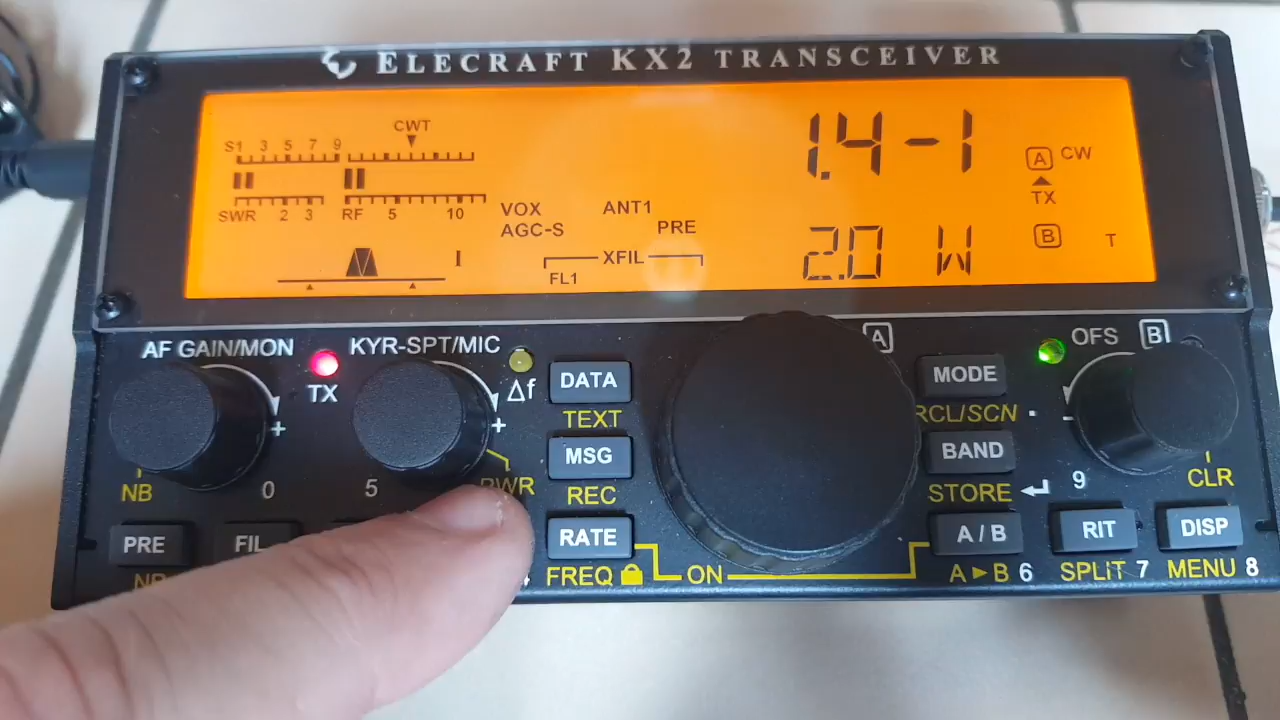 ELECRAFT KX2 TRANSCEIVER
CWT
S1 3 5 7 9
1.4-1
A CW
TX
SWR 2 3 RF 5 10
VOX ANT1
AGC-S PRE
XFIL
FL1
I
2.0 W
B T
AF GAIN/MON
TX
KYR-SPT/MIC
Δf
+
+
NB
0
5
PWR
DATA
TEXT
MSG
REC
RATE
FREQ
ON
A
MODE
RCL/SCN .
BAND
STORE 9
A/B
A►B 6
OFS B
-
CLR
RIT
SPLIT 7
DISP
MENU 8
PRE